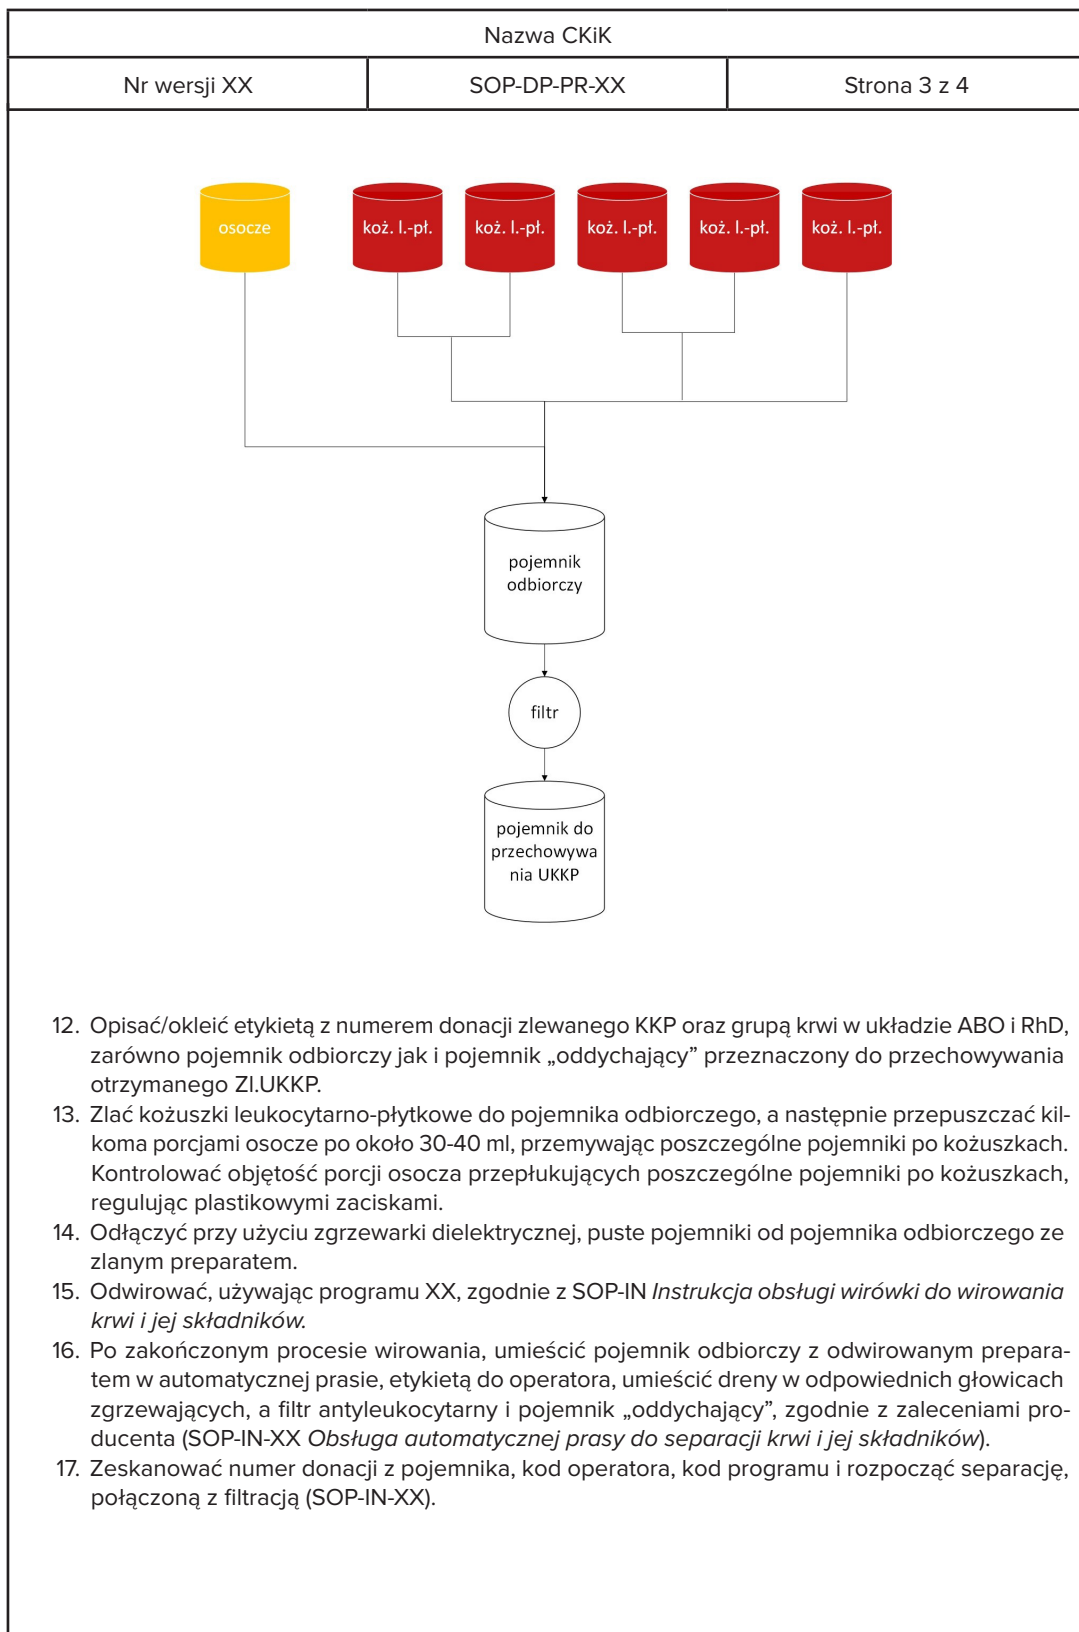 Nazwa CKiK
Nr wersji XX
SOP-DP-PR-XX
Strona 3 z 4
osocze
koż. l.-pł.
koż. l.-pł.
koż. l.-pł.
koż. l.-pł.
koż. l.-pł.
pojemnik
odbiorczy
filtr
pojemnik do
przechowywa
nia UKKP
12. Opisać/okleić etykietą z numerem donacji zlewanego KKP oraz grupą krwi w układzie ABO i RhD,
zarówno pojemnik odbiorczy jak i pojemnik „oddychający” przeznaczony do przechowywania
otrzymanego Zl.UKKP.
13. Zlać kożuszki leukocytarno-płytkowe do pojemnika odbiorczego, a następnie przepuszczać kil-
koma porcjami osocze po około 30-40 ml, przemywając poszczególne pojemniki po kożuszkach.
Kontrolować objętość porcji osocza przepłukujących poszczególne pojemniki po kożuszkach,
regulując plastikowymi zaciskami.
14. Odłączyć przy użyciu zgrzewarki dielektrycznej, puste pojemniki od pojemnika odbiorczego ze
zlanym preparatem.
15. Odwirować, używając programu XX, zgodnie z SOP-IN Instrukcja obsługi wirówki do wirowania
krwi i jej składników.
16. Po zakończonym procesie wirowania, umieścić pojemnik odbiorczy z odwirowanym prepara-
tem w automatycznej prasie, etykietą do operatora, umieścić dreny w odpowiednich głowicach
zgrzewających, a filtr antyleukocytarny i pojemnik „oddychający”, zgodnie z zaleceniami pro-
ducenta (SOP-IN-XX Obsługa automatycznej prasy do separacji krwi i jej składników).
17. Zeskanować numer donacji z pojemnika, kod operatora, kod programu i rozpocząć separację,
połączoną z filtracją (SOP-IN-XX).